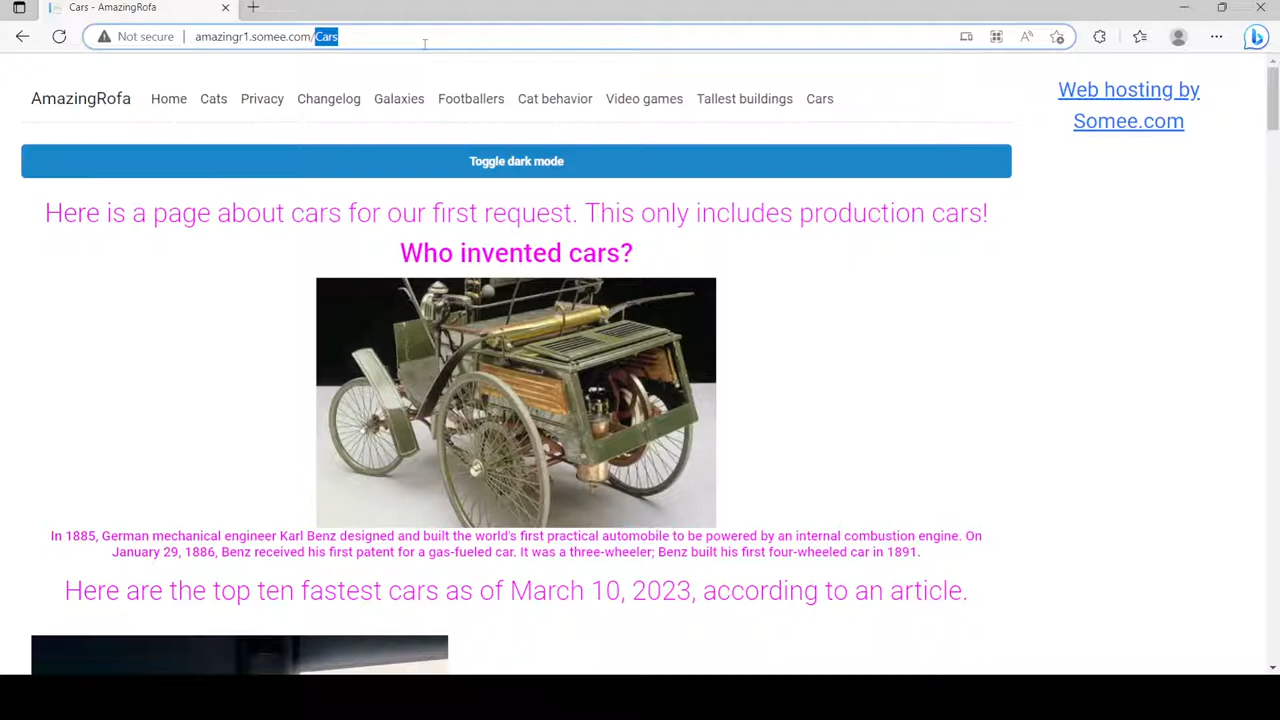 Cars - AmazingRofa
Not secure
amazingr1.somee.com/Cars
AmazingRofa
Home
Cats
Privacy
Changelog
Galaxies
Footballers
Cat behavior
Video games
Tallest buildings
Cars
Web hosting by
Somee.com
Toggle dark mode
Here is a page about cars for our first request. This only includes production cars!
Who invented cars?
In 1885, German mechanical engineer Karl Benz designed and built the world's first practical automobile to be powered by an internal combustion engine. On
January 29, 1886, Benz received his first patent for a gas-fueled car. It was a three-wheeler; Benz built his first four-wheeled car in 1891.
Here are the top ten fastest cars as of March 10, 2023, according to an article.